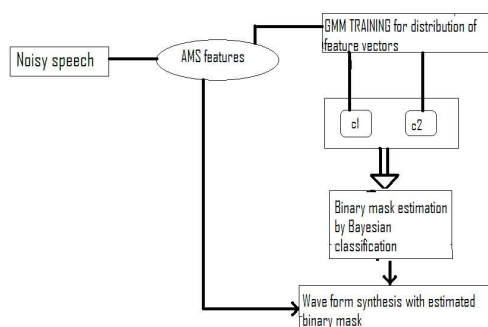 GMM TRAINING for distribution of
feature vectors
Noisy speech
AMS features
c1
c2
Binary mask estimation
by Bayesian
classification
Wave form synthesis with estimated
binary mask